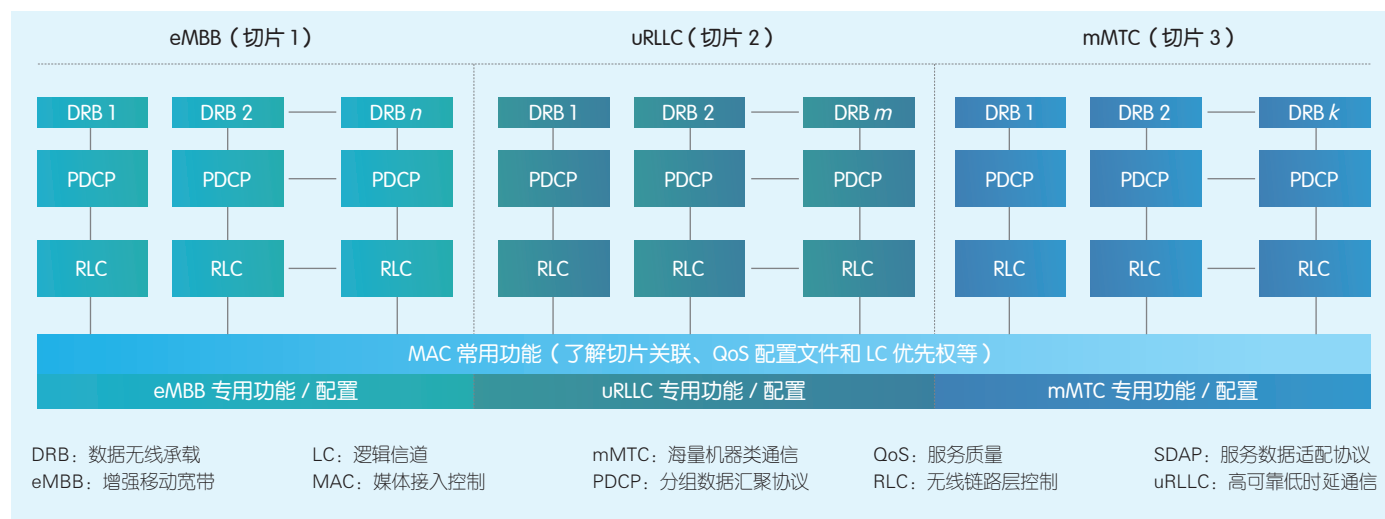 eMBB（切片 1） uRLLC（切片 2） mMTC（切片 3）
DRB 1 DRB 2 DRB n DRB 1 DRB 2 DRB m DRB 1 DRB 2 DRB k
PDCP PDCP PDCP PDCP PDCP PDCP PDCP PDCP PDCP
RLC RLC RLC RLC RLC RLC RLC RLC RLC
MAC 常用功能（了解切片关联、QoS 配置文件和 LC 优先权等）
eMBB 专用功能 / 配置 uRLLC 专用功能 / 配置 mMTC 专用功能 / 配置
DRB：数据无线承载 LC：逻辑信道 mMTC：海量机器类通信 QoS：服务质量 SDAP：服务数据适配协议
eMBB：增强移动宽带 MAC：媒体接入控制 PDCP：分组数据汇聚协议 RLC：无线链路层控制 uRLLC：高可靠低时延通信